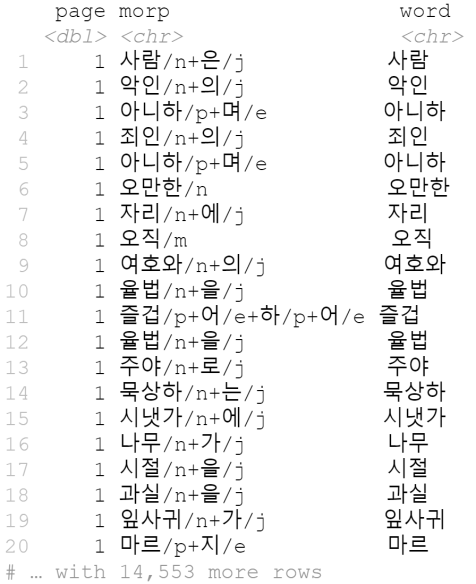 page morp word
<dbl> <chr> <chr>
1 1 사람/n+은/j 사람
2 1 악인/n+의/j 악인
3 1 아니하/p+며/e 아니하
4 1 죄인/n+의/j 죄인
5 1 아니하/p+며/e 아니하
6 1 오만한/n 오만한
7 1 자리/n+에/j 자리
8 1 오직/m 오직
9 1 여호와/n+의/j 여호와
10 1 율법/n+을/j 율법
11 1 즐겁/p+어/e+하/p+어/e 즐겁
12 1 율법/n+을/j 율법
13 1 주야/n+로/j 주야
14 1 묵상하/n+는/j 묵상하
15 1 시냇가/n+에/j 시냇가
16 1 나무/n+가/j 나무
17 1 시절/n+을/j 시절
18 1 과실/n+을/j 과실
19 1 잎사귀/n+가/j 잎사귀
20 1 마르/p+지/e 마르
# … with 14,553 more rows